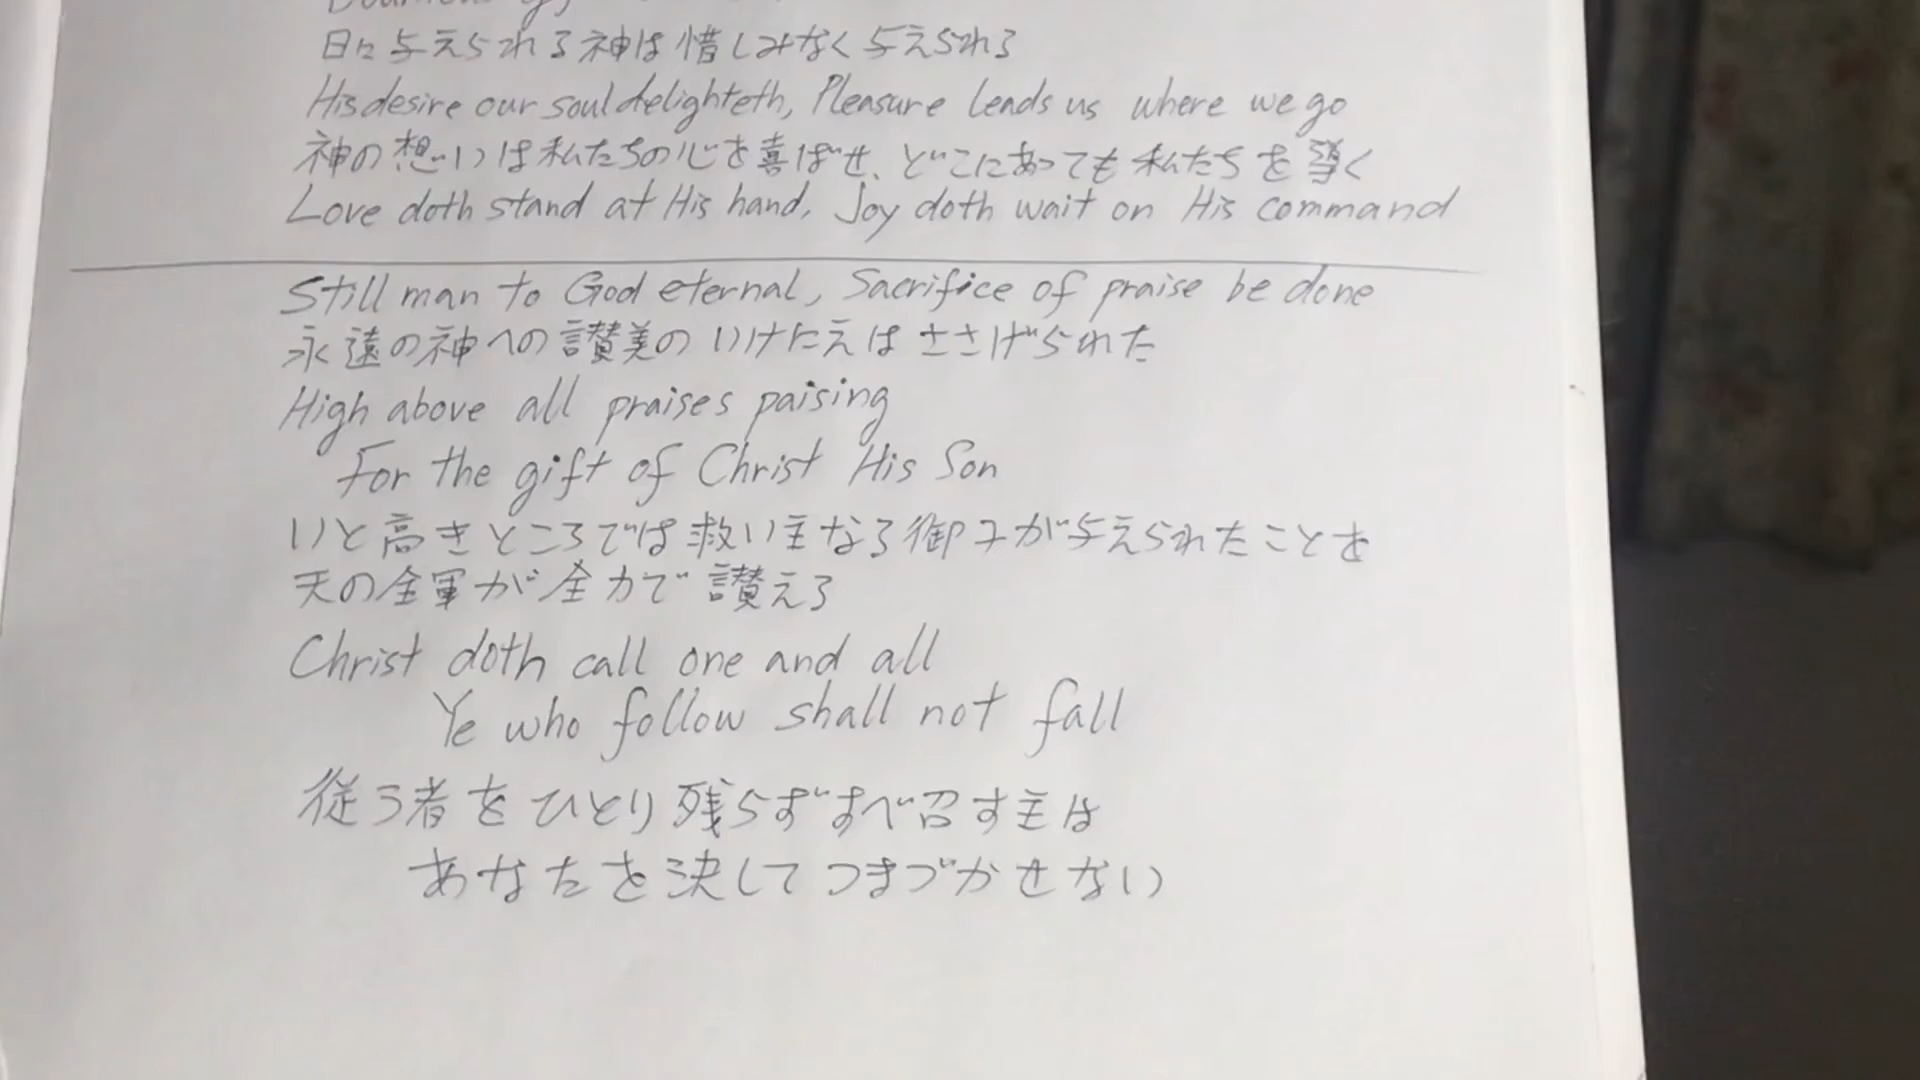 日々与えられる神は惜しみなく与えられる
His desire our soul delighteth, Pleasure leads us where we go
神の想いは私たちの心を喜ばせ、どこにあっても私たちを導く
Love doth stand at His hand, Joy doth wait on His command
Still man to God eternal, Sacrifice of praise be done
永遠の神への讃美のいけにえはささげられた
High above all praises paising
For the gift of Christ His Son
いと高きところでは救い主なる御子が与えられたことを
天の全軍が全力で讃える
Christ doth call one and all
Ye who follow shall not fall
従う者をひとり残らずすべ召す主は
あなたを決してつまづかせない